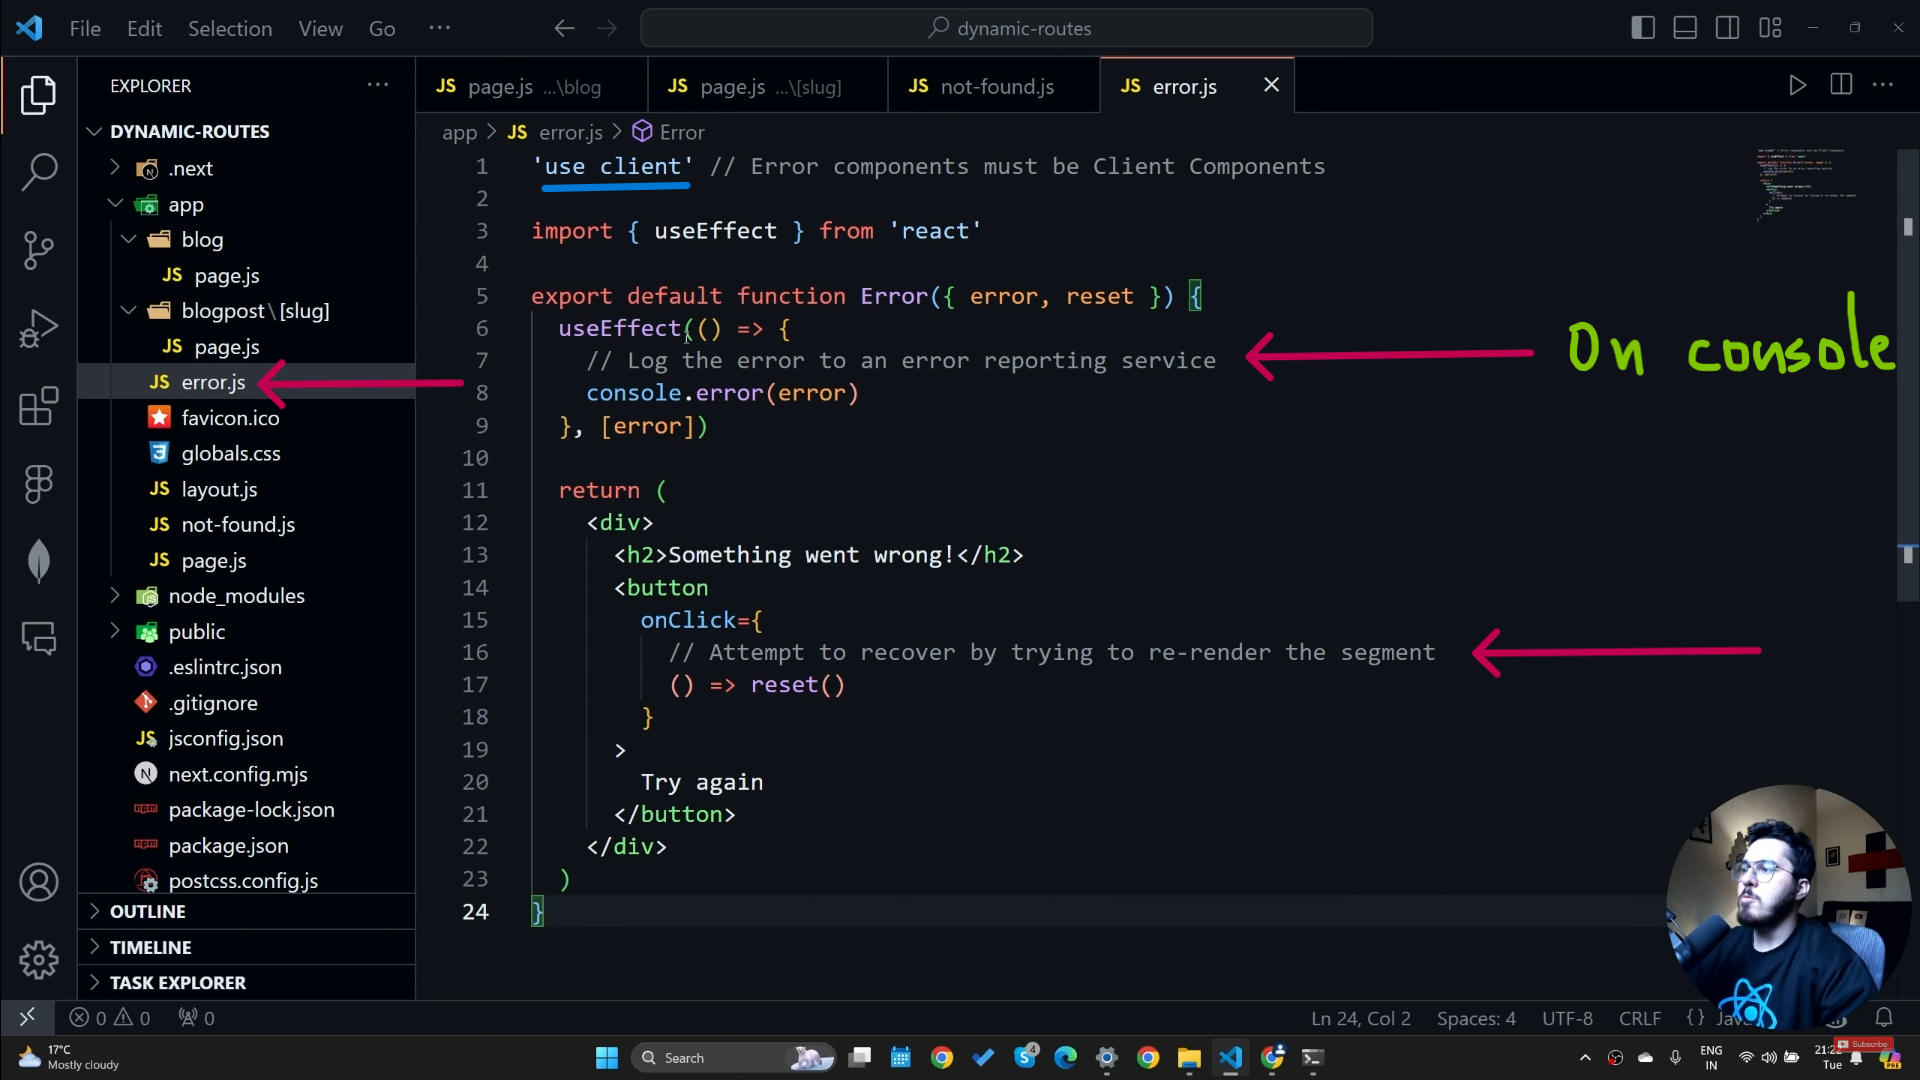 File Edit Selection View Go ···
dynamic-routes
EXPLORER ···
JS page.js ...\blog
JS page.js ...\[slug]
JS not-found.js
JS error.js
DYNAMIC-ROUTES
.next
app
blog
JS page.js
blogpost\[slug]
JS page.js
JS error.js
favicon.ico
globals.css
JS layout.js
JS not-found.js
JS page.js
node_modules
public
.eslintrc.json
.gitignore
JS jsconfig.json
N next.config.mjs
npm package-lock.json
npm package.json
postcss.config.js
OUTLINE
TIMELINE
TASK EXPLORER
app > JS error.js > Error
1 'use client' // Error components must be Client Components
2
3 import { useEffect } from 'react'
4
5 export default function Error({ error, reset }) {
6 useEffect(() => {
7 // Log the error to an error reporting service
8 console.error(error)
9 }, [error])
10
11 return (
12 <div>
13 <h2>Something went wrong!</h2>
14 <button
15 onClick={
16 // Attempt to recover by trying to re-render the segment
17 () => reset()
18 }
19 >
20 Try again
21 </button>
22 </div>
23 )
24 }
On console
0 0 0
Ln 24, Col 2 Spaces: 4 UTF-8 CRLF {}
17°C
Mostly cloudy
Search
4
ENG
IN
Tue
Subscribe
PRE